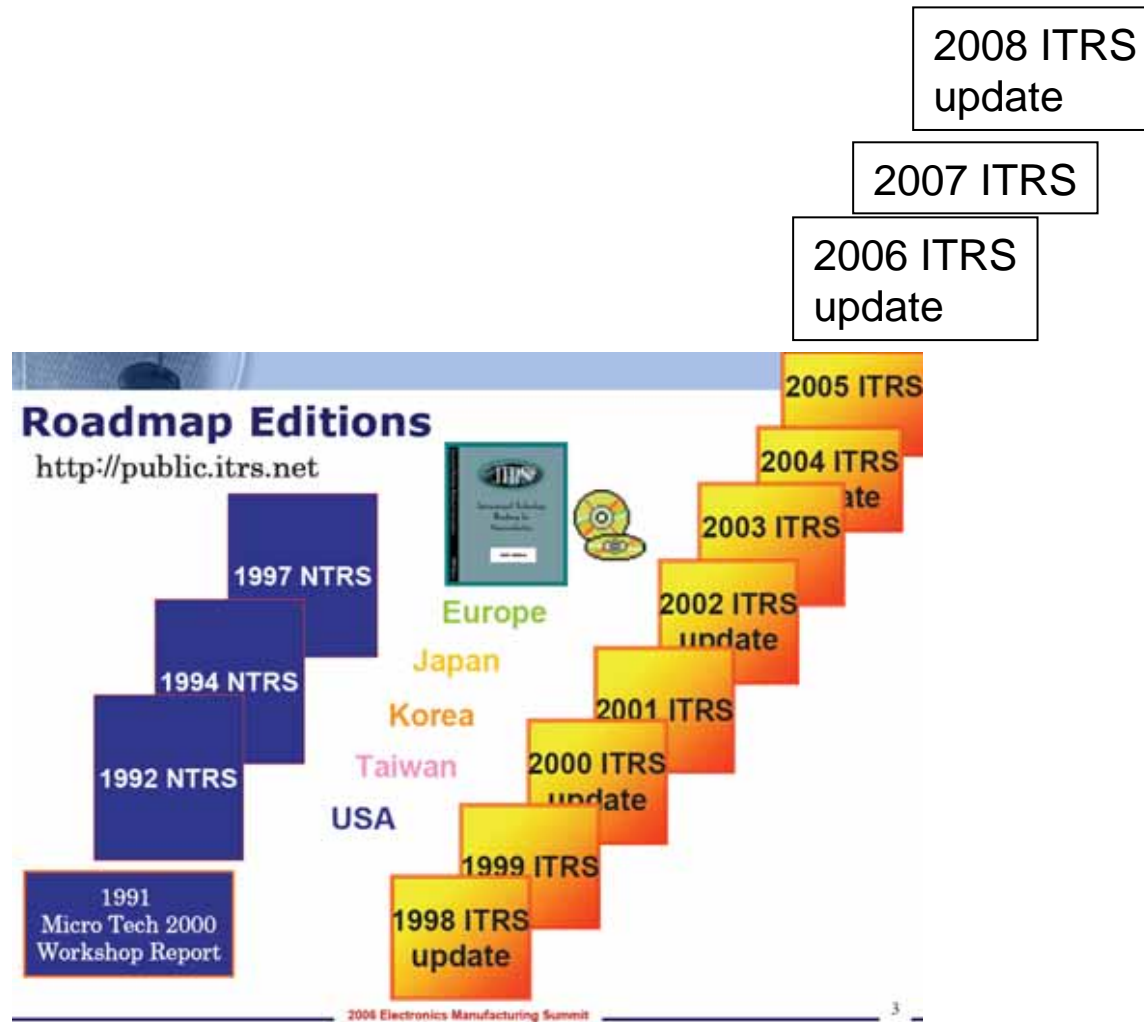 2008 ITRS
update
2007 ITRS
2006 ITRS
update
2005 ITRS
Roadmap Editions
http://public.itrs.net
2004 ITRS
ate
2003 ITRS
ITRS
1997 NTRS
2002 ITRS
update
Europe
Japan
1994 NTRS
Korea
2001 ITRS
Taiwan
2000 ITRS
update
1992 NTRS
USA
1999 ITRS
1991
Micro Tech 2000
Workshop Report
1998 ITRS
update
2006 Electronics Manufacturing Summit
3